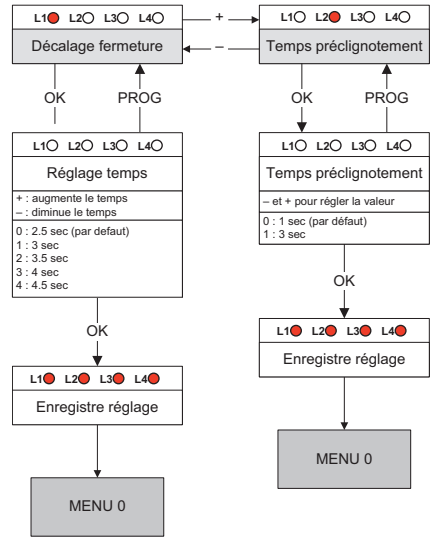 L1 L2 L3 L4
Décalage fermeture
+
–
L1 L2 L3 L4
Temps préclignotement
OK PROG
OK PROG
L1 L2 L3 L4
Réglage temps
+ : augmente le temps
– : diminue le temps
0 : 2.5 sec (par defaut)
1 : 3 sec
2 : 3.5 sec
3 : 4 sec
4 : 4.5 sec
L1 L2 L3 L4
Temps préclignotement
– et + pour régler la valeur
0 : 1 sec (par défaut)
1 : 3 sec
OK
OK
L1 L2 L3 L4
Enregistre réglage
L1 L2 L3 L4
Enregistre réglage
MENU 0
MENU 0